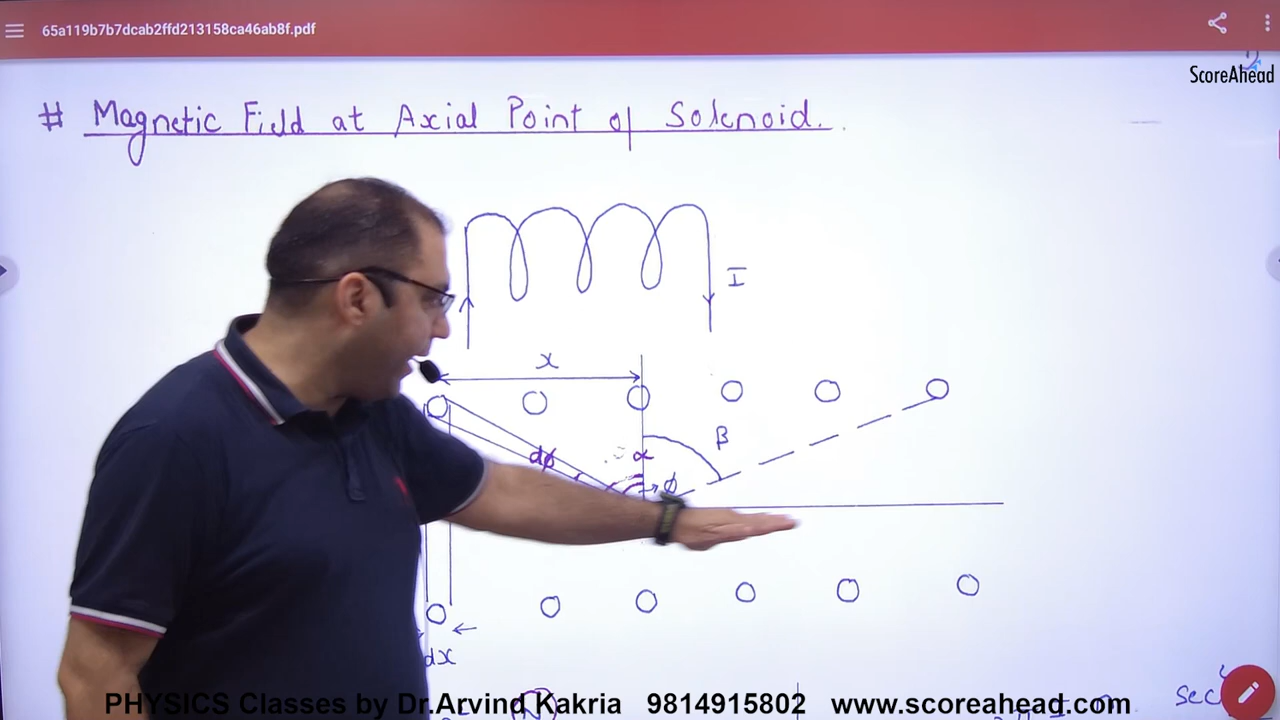 65a119b7b7dcab2ffd213158ca46ab8f.pdf
ScoreAhead
# Magnetic Field at Axial Point of Solenoid.
I
x
β
dϕ
α
ϕ
dx
sec
PHYSICS Classes by Dr.Arvind Kakria 9814915802 www.scoreahead.com